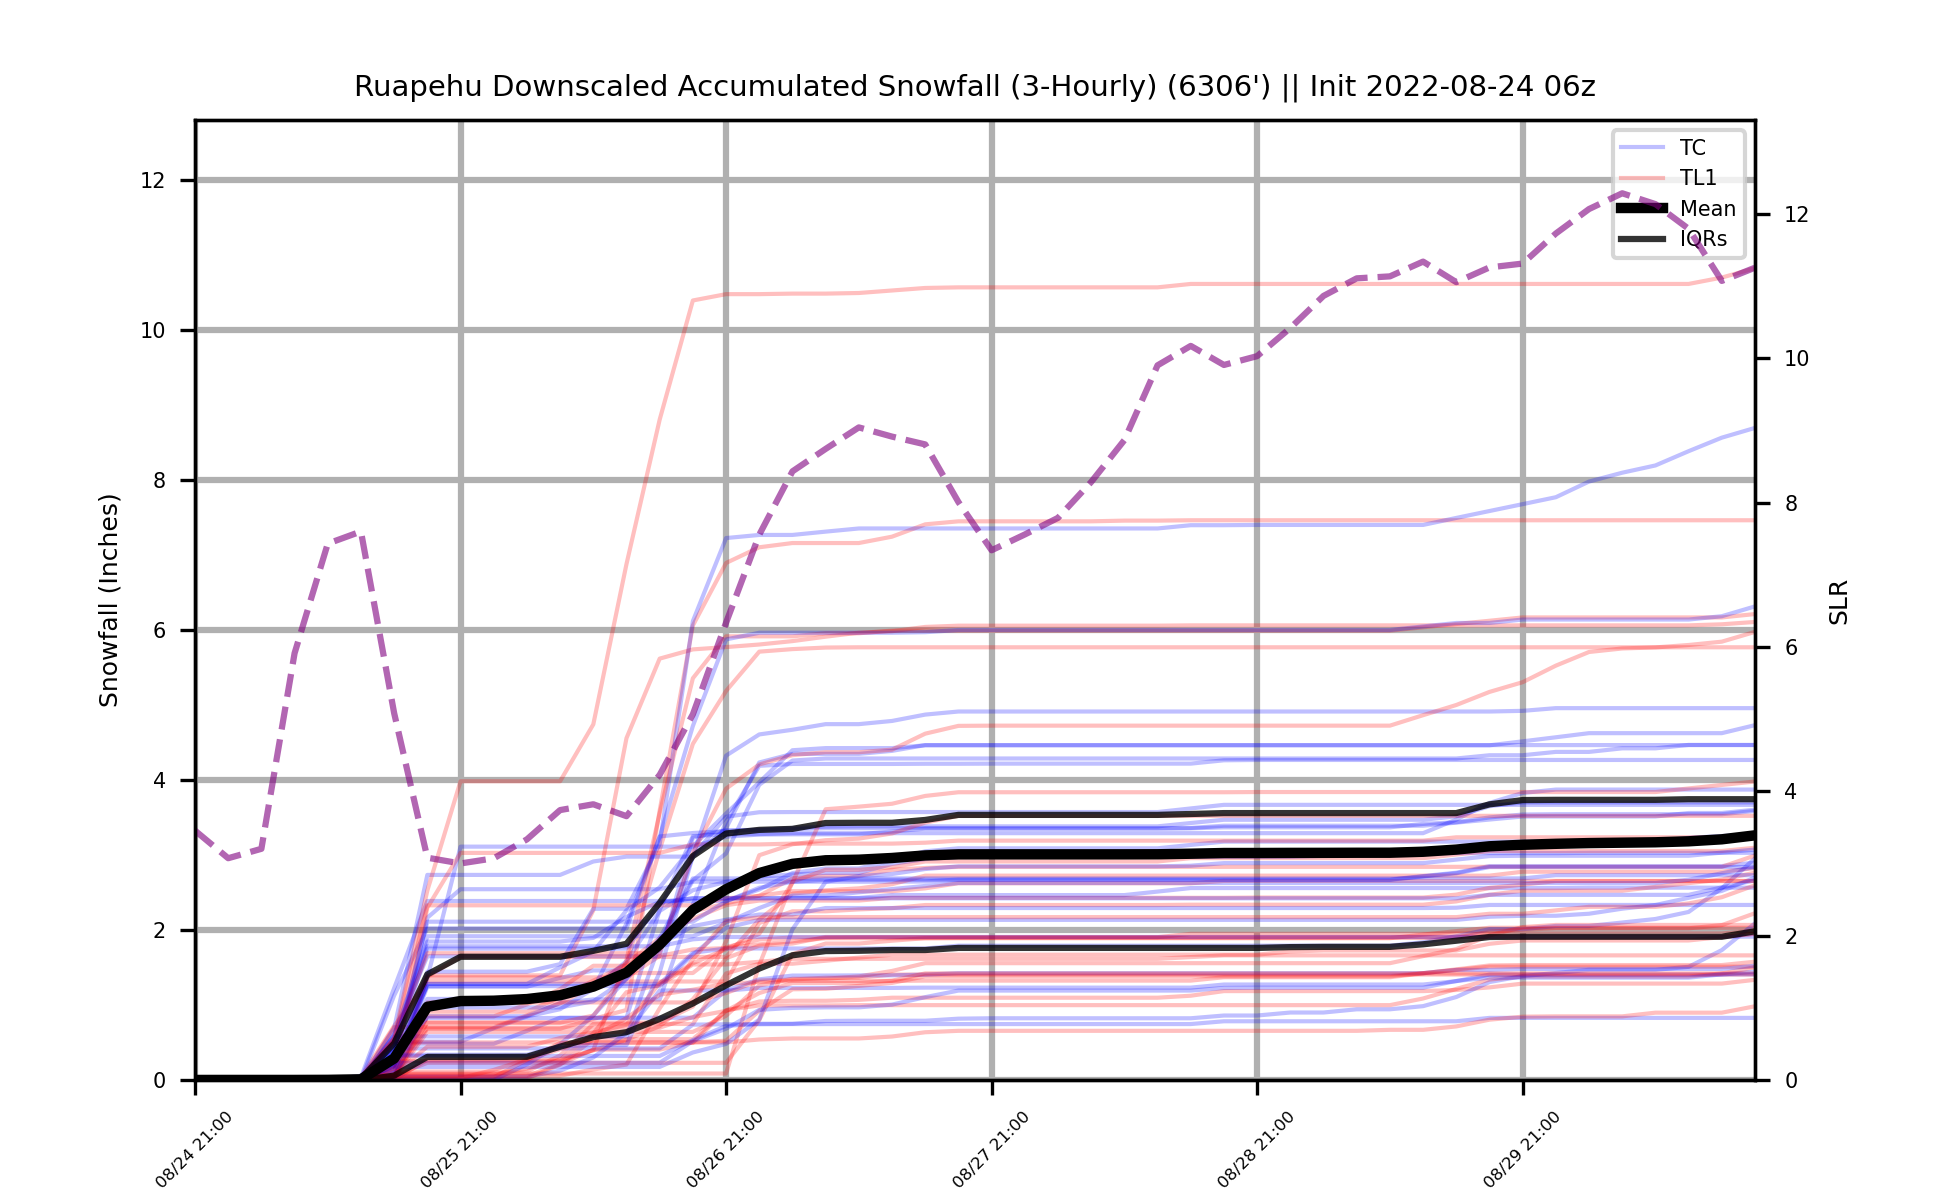 Ruapehu Downscaled Accumulated Snowfall (3-Hourly) (6306') || Init 2022-08-24 06z
TC
TL1
Mean
IQRs
12
10
8
6
4
2
0
Snowfall (Inches)
12
10
8
6
4
2
0
SLR
08/24 21:00
08/25 21:00
08/26 21:00
08/27 21:00
08/28 21:00
08/29 21:00